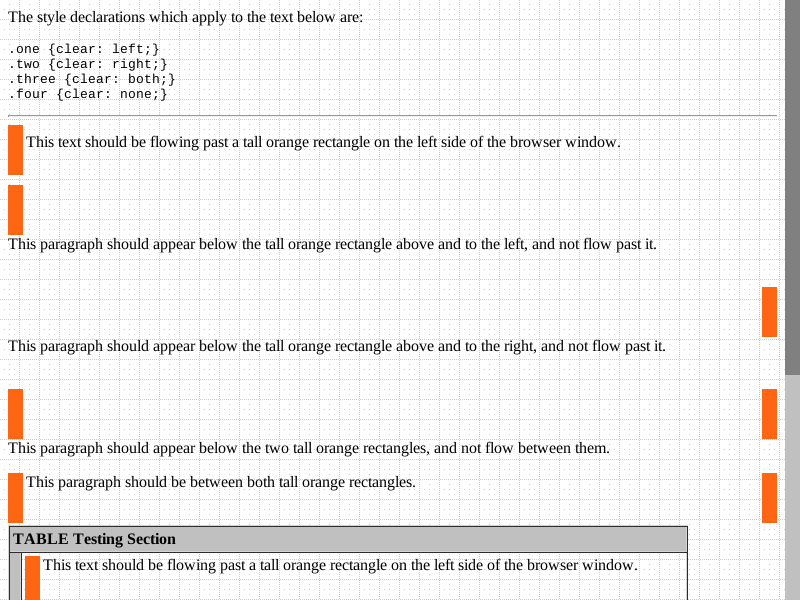 The style declarations which apply to the text below are:
.one {clear: left;}
.two {clear: right;}
.three {clear: both;}
.four {clear: none;}
This text should be flowing past a tall orange rectangle on the left side of the browser window.
This paragraph should appear below the tall orange rectangle above and to the left, and not flow past it.
This paragraph should appear below the tall orange rectangle above and to the right, and not flow past it.
This paragraph should appear below the two tall orange rectangles, and not flow between them.
This paragraph should be between both tall orange rectangles.
TABLE Testing Section
This text should be flowing past a tall orange rectangle on the left side of the browser window.